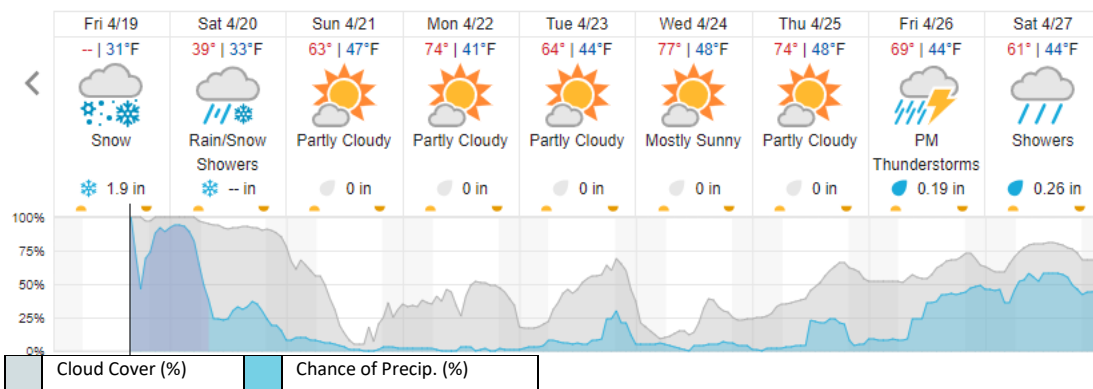 Fri 4/19 Sat 4/20 Sun 4/21 Mon 4/22 Tue 4/23 Wed 4/24 Thu 4/25 Fri 4/26 Sat 4/27
-- | 31°F 39° | 33°F 63° | 47°F 74° | 41°F 64° | 44°F 77° | 48°F 74° | 48°F 69° | 44°F 61° | 44°F
Snow Rain/Snow Partly Cloudy Partly Cloudy Partly Cloudy Mostly Sunny Partly Cloudy PM Showers
Showers Thunderstorms
1.9 in -- in 0 in 0 in 0 in 0 in 0 in 0.19 in 0.26 in
100%
75%
50%
25%
0%
Cloud Cover (%) Chance of Precip. (%)